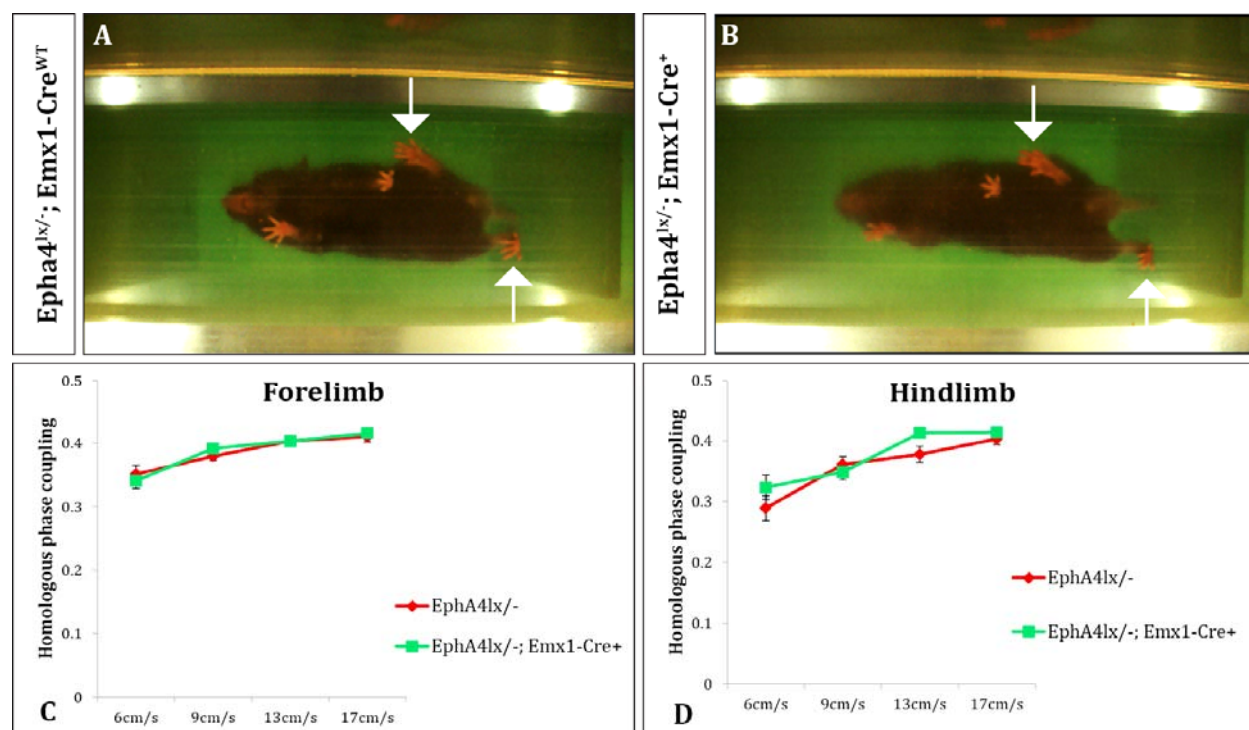 Epha4lx/-; Emx1-CreWT
A
Epha4lx/-; Emx1-Cre+
B
Forelimb
Homologous phase coupling
0.5
0.4
0.3
0.2
0.1
0
6cm/s 9cm/s 13cm/s 17cm/s
EphA4lx/-
EphA4lx/-; Emx1-Cre+
C
Hindlimb
Homologous phase coupling
0.5
0.4
0.3
0.2
0.1
0
6cm/s 9cm/s 13cm/s 17cm/s
EphA4lx/-
EphA4lx/-; Emx1-Cre+
D